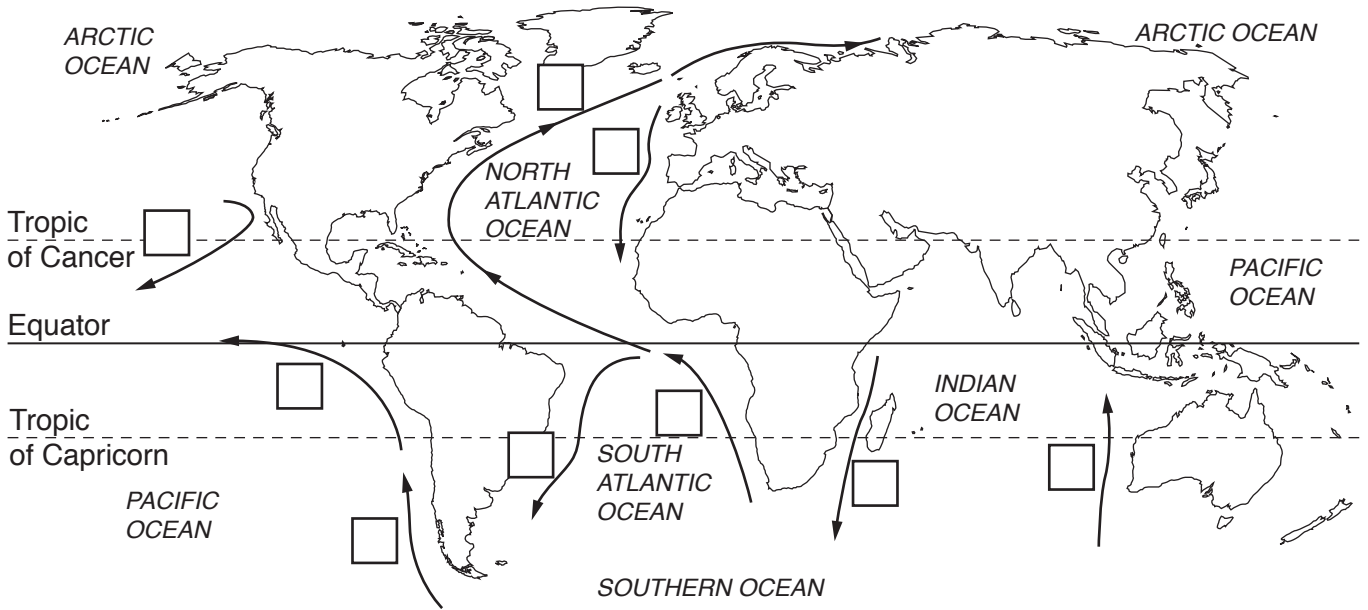 ARCTIC
OCEAN
ARCTIC OCEAN
NORTH
ATLANTIC
OCEAN
Tropic
of Cancer
PACIFIC
OCEAN
Equator
INDIAN
OCEAN
Tropic
of Capricorn
SOUTH
ATLANTIC
OCEAN
PACIFIC
OCEAN
SOUTHERN OCEAN